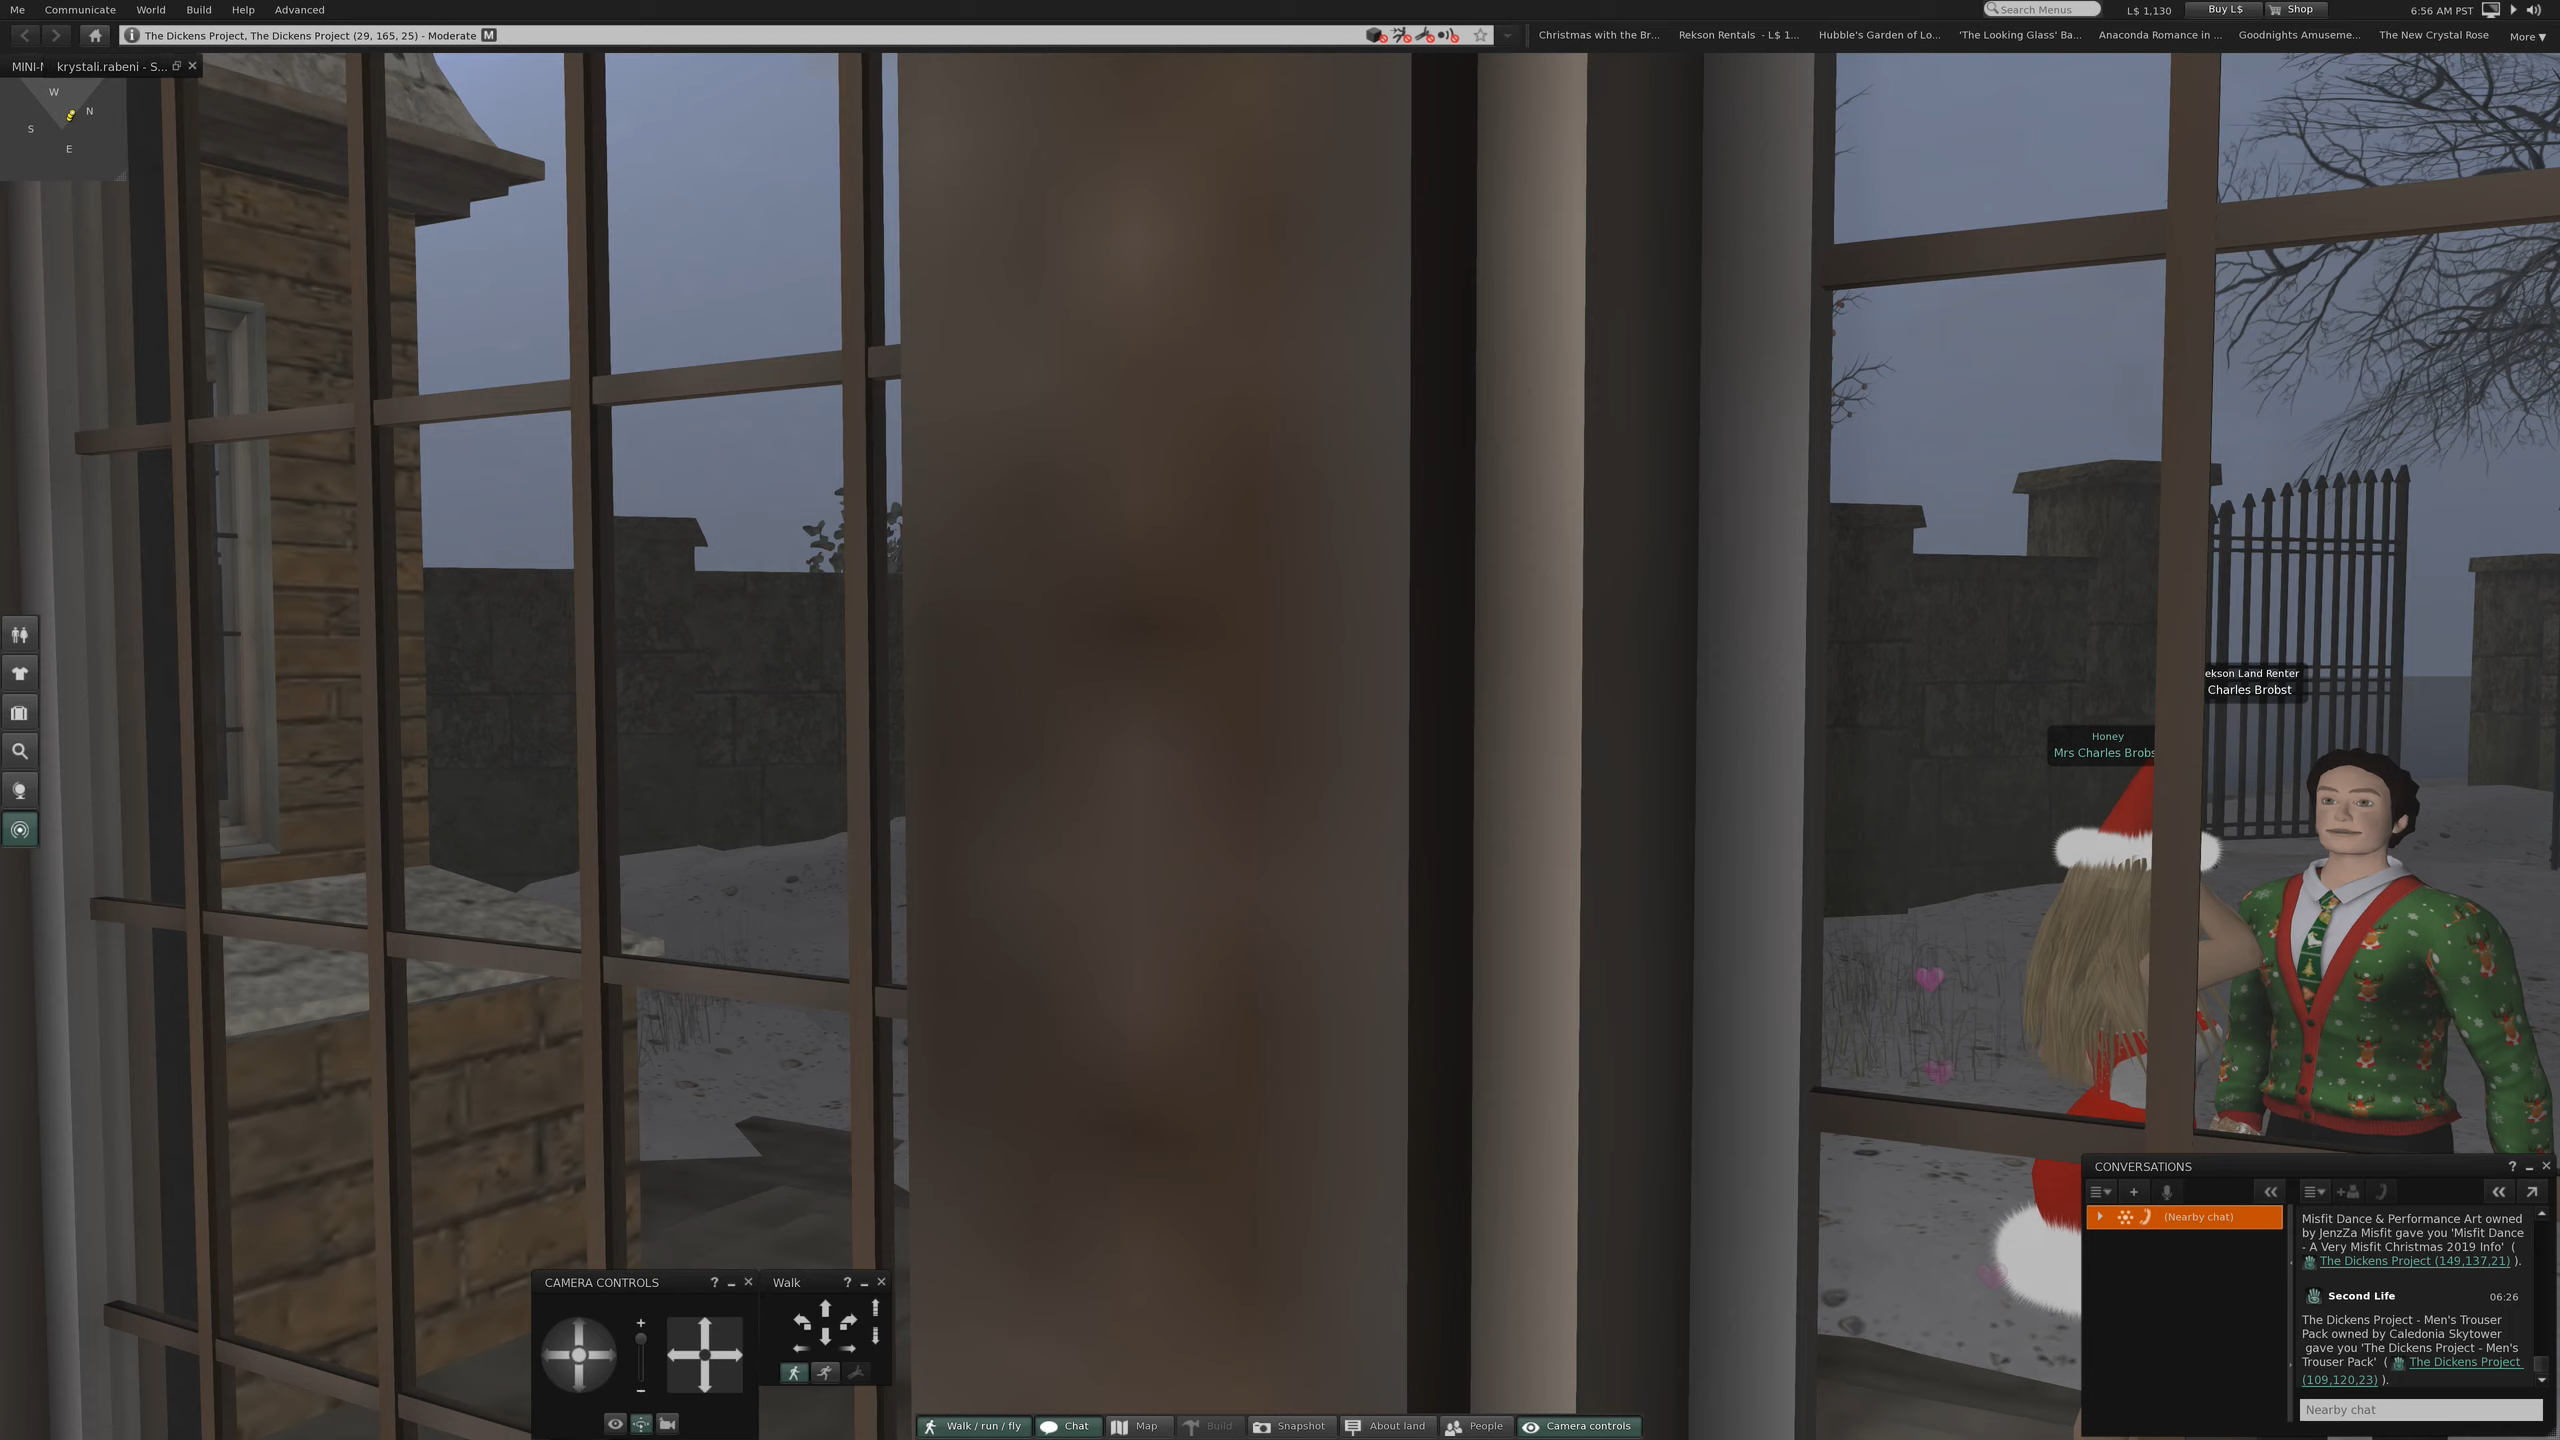 Me Communicate World Build Help Advanced
Search Menus
L$ 1,130
Buy L$
Shop
6:56 AM PST
The Dickens Project, The Dickens Project (29, 165, 25) - Moderate M
Christmas with the Br...
Rekson Rentals - L$ 1...
Hubble's Garden of Lo...
'The Looking Glass' Ba...
Anaconda Romance in ...
Goodnights Amuseme...
The New Crystal Rose
More
MINI-
krystali.rabeni - S...
W
N
S
E
ekson Land Renter
Charles Brobst
Honey
Mrs Charles Brobs
CONVERSATIONS
(Nearby chat)
Misfit Dance & Performance Art owned
by JenzZa Misfit gave you 'Misfit Dance
- A Very Misfit Christmas 2019 Info' (
The Dickens Project (149,137,21) ).
Second Life 06:26
The Dickens Project - Men's Trouser
Pack owned by Caledonia Skytower
gave you 'The Dickens Project - Men's
Trouser Pack' ( The Dickens Project
(109,120,23) ).
Nearby chat
CAMERA CONTROLS
Walk
Walk / run / fly
Chat
Map
Build
Snapshot
About land
People
Camera controls